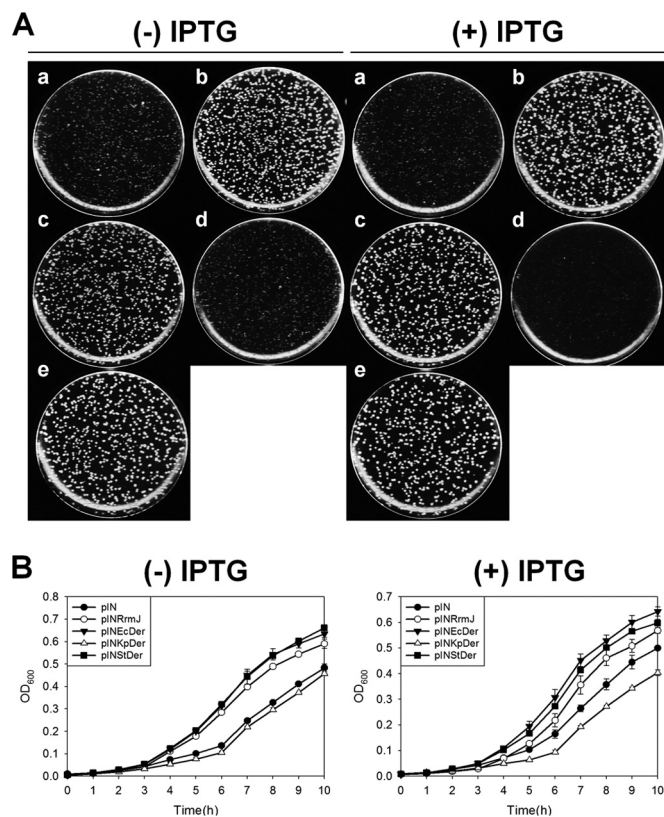 A
(-) IPTG
(+) IPTG
a
b
a
b
c
d
c
d
e
e
B
(-) IPTG
(+) IPTG
0.8
0.7
0.6
0.5
0.4
0.3
0.2
0.1
0.0
OD600
pIN
pINRrmJ
pINEcDer
pINKpDer
pINStDer
0 1 2 3 4 5 6 7 8 9 10
Time(h)
0.8
0.7
0.6
0.5
0.4
0.3
0.2
0.1
0.0
OD600
pIN
pINRrmJ
pINEcDer
pINKpDer
pINStDer
0 1 2 3 4 5 6 7 8 9 10
Time(h)